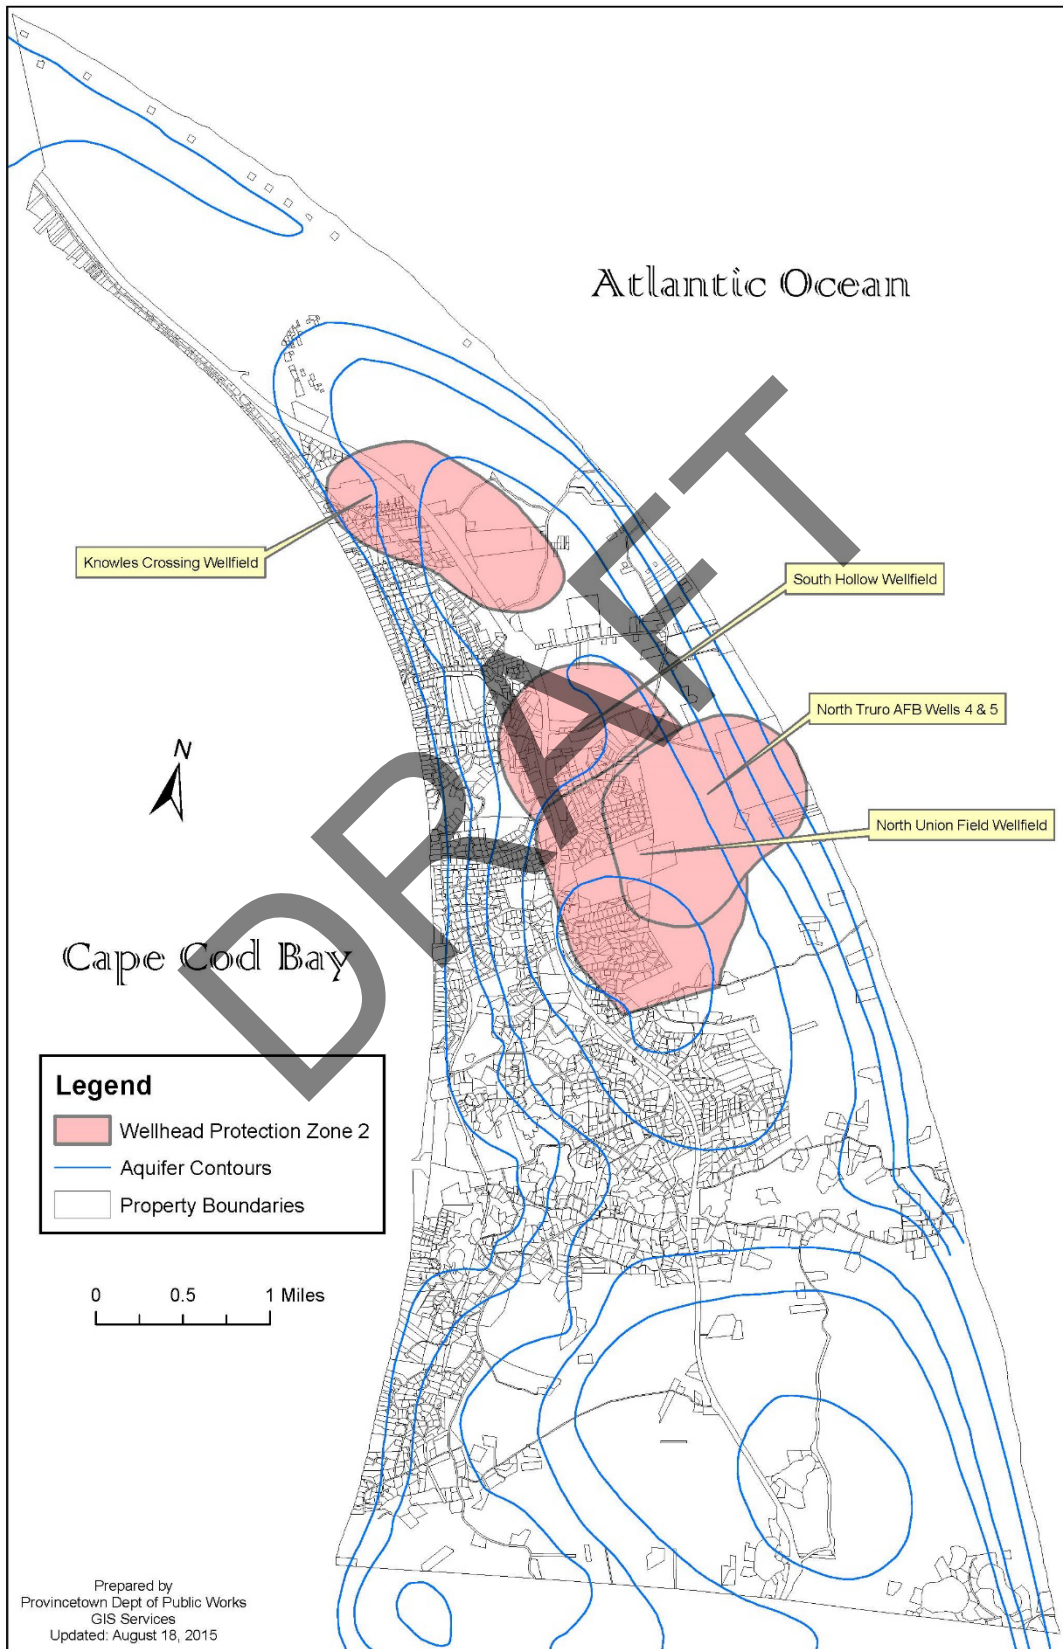 Atlantic Ocean
Knowles Crossing Wellfield
South Hollow Wellfield
North Truro AFB Wells 4 & 5
N
North Union Field Wellfield
Cape Cod Bay
DRAFT
Legend
Wellhead Protection Zone 2
Aquifer Contours
Property Boundaries
0 0.5 1 Miles
Prepared by
Provincetown Dept of Public Works
GIS Services
Updated: August 18, 2015